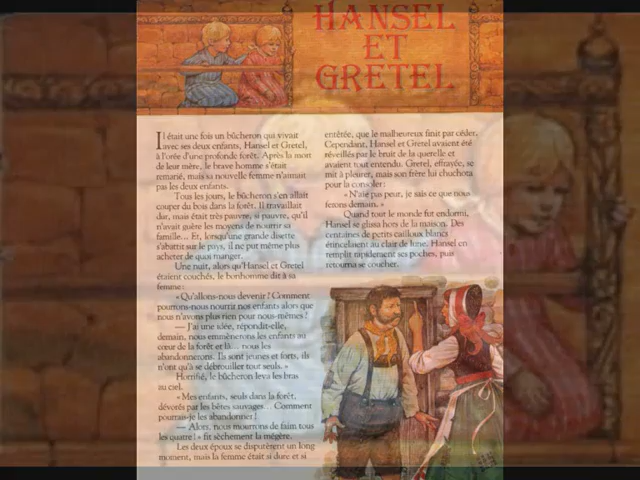 HANSEL
ET
GRETEL
Il était une fois un bûcheron qui vivait
avec ses deux enfants, Hansel et Gretel,
à l'orée d'une profonde forêt. Après la mort
de leur mère, le brave homme s'était
remarié, mais sa nouvelle femme n'aimait
pas les deux enfants.
Tous les jours, le bûcheron s'en allait
couper du bois dans la forêt. Il travaillait
dur, mais était très pauvre, si pauvre, qu'il
n'avait guère les moyens de nourrir sa
famille... Et, lorsqu'une grande disette
s'abattit sur le pays, il ne put même plus
acheter de quoi manger.
Une nuit, alors qu'Hansel et Gretel
étaient couchés, le bonhomme dit à sa
femme :
« Qu'allons-nous devenir ? Comment
pourrons-nous nourrir nos enfants alors que
nous n'avons plus rien pour nous-mêmes ?
— J'ai une idée, répondit-elle,
demain, nous emmènerons les enfants au
cœur de la forêt et là... nous les
abandonnerons. Ils sont jeunes et forts, ils
n'ont qu'à se débrouiller tout seuls. »
Horrifié, le bûcheron leva les bras
au ciel.
« Mes enfants, seuls dans la forêt,
dévorés par les bêtes sauvages... Comment
pourrais-je les abandonner !
— Alors, nous mourrons de faim tous
les quatre ! » fit sèchement la mégère.
Les deux époux se disputèrent un long
moment, mais la femme était si dure et si
entêtée, que le malheureux finit par céder.
Cependant, Hansel et Gretel avaient été
réveillés par le bruit de la querelle et
avaient tout entendu. Gretel, effrayée, se
mit à pleurer, mais son frère lui chuchota
pour la consoler :
« N'aie pas peur, je sais ce que nous
ferons demain. »
Quand tout le monde fut endormi,
Hansel se glissa hors de la maison. Des
centaines de petits cailloux blancs
étincelaient au clair de lune. Hansel en
remplit rapidement ses poches, puis
retourna se coucher.